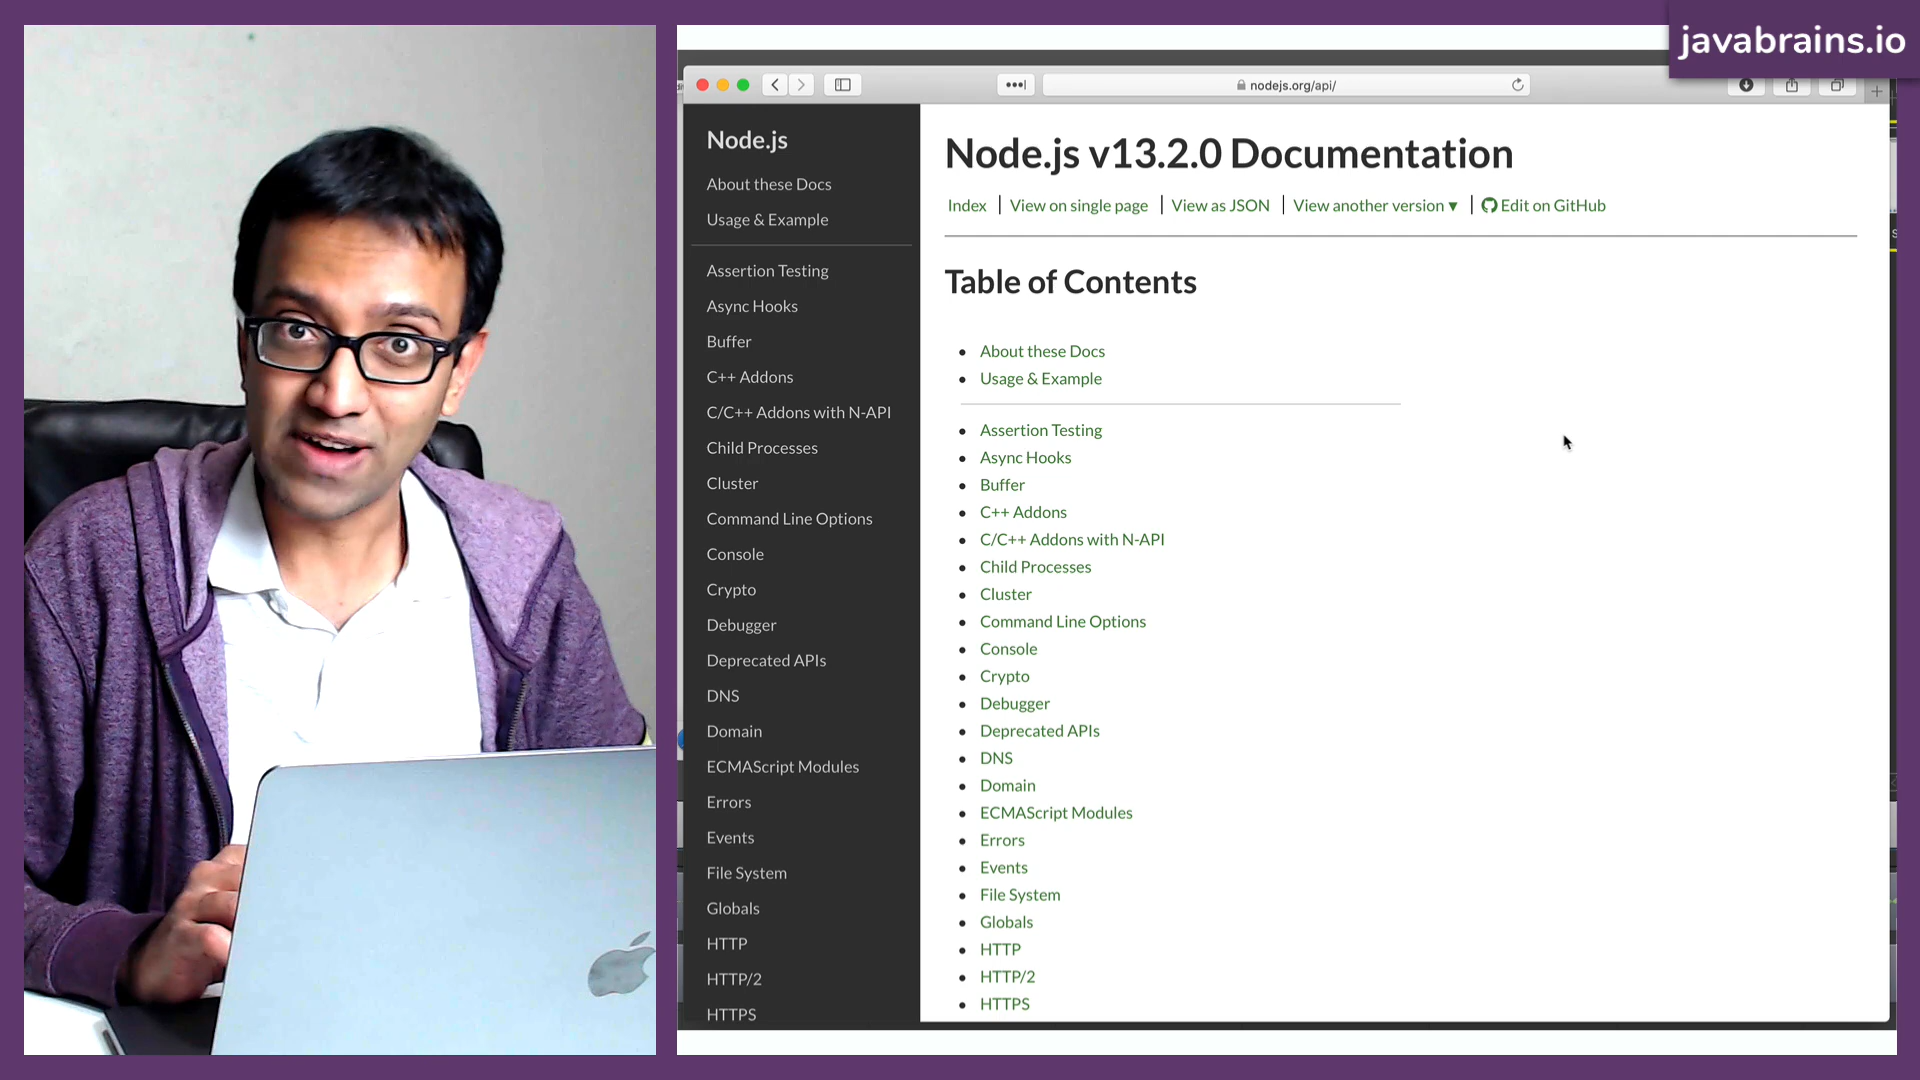 javabrains.io
nodejs.org/api/
Node.js
About these Docs
Usage & Example
Assertion Testing
Async Hooks
Buffer
C++ Addons
C/C++ Addons with N-API
Child Processes
Cluster
Command Line Options
Console
Crypto
Debugger
Deprecated APIs
DNS
Domain
ECMAScript Modules
Errors
Events
File System
Globals
HTTP
HTTP/2
HTTPS
Node.js v13.2.0 Documentation
Index | View on single page | View as JSON | View another version ▼ | Edit on GitHub
Table of Contents
• About these Docs
• Usage & Example
• Assertion Testing
• Async Hooks
• Buffer
• C++ Addons
• C/C++ Addons with N-API
• Child Processes
• Cluster
• Command Line Options
• Console
• Crypto
• Debugger
• Deprecated APIs
• DNS
• Domain
• ECMAScript Modules
• Errors
• Events
• File System
• Globals
• HTTP
• HTTP/2
• HTTPS